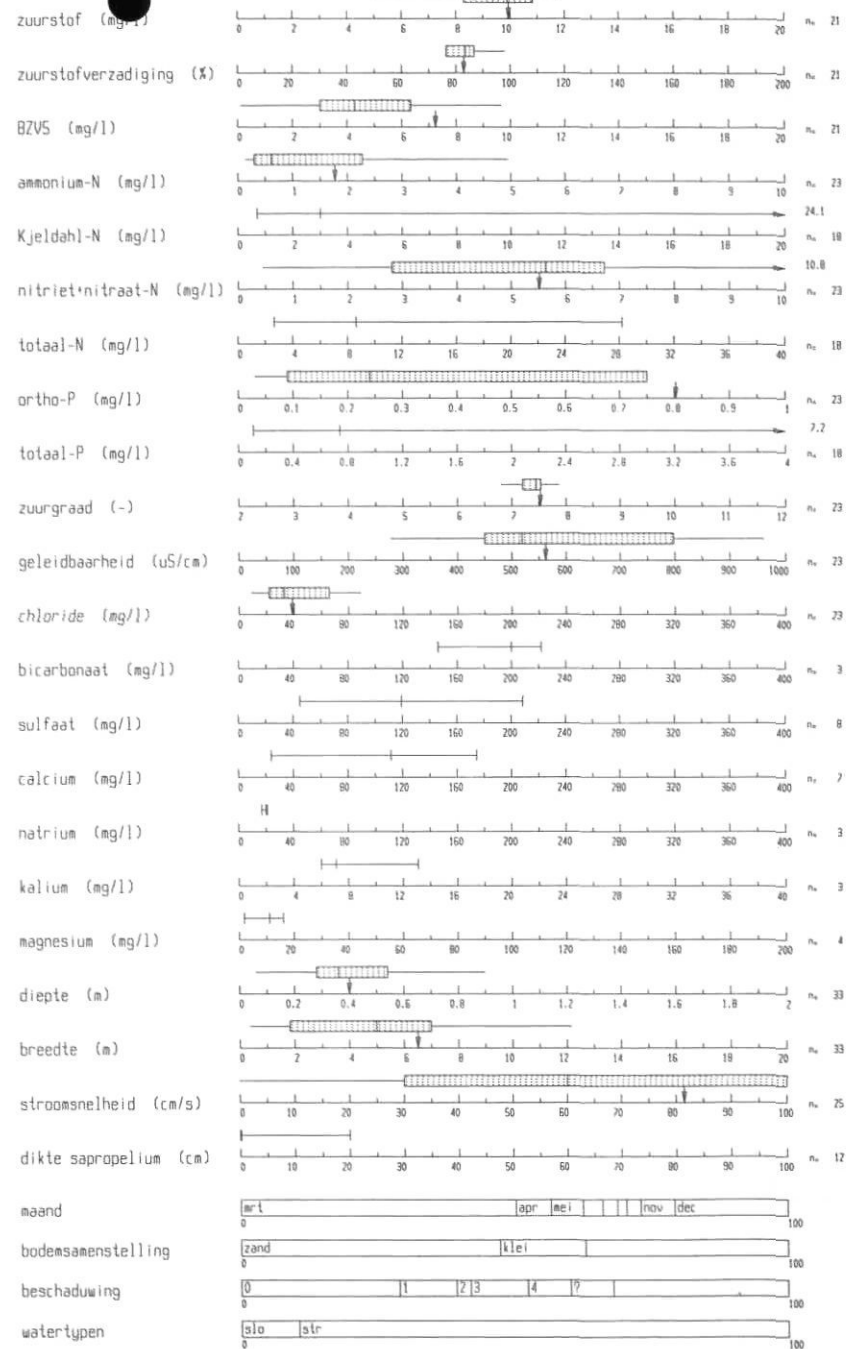 zuurstof (mg/l) 0 2 4 6 8 10 12 14 16 18 20 n= 21
zuurstofverzadiging (%) 0 20 40 60 80 100 120 140 160 180 200 n= 21
BZV5 (mg/l) 0 2 4 6 8 10 12 14 16 18 20 n= 21
ammonium-N (mg/l) 0 1 2 3 4 5 6 7 8 9 10 n= 23
24.1
Kjeldahl-N (mg/l) 0 2 4 6 8 10 12 14 16 18 20 n= 18
10.8
nitriet+nitraat-N (mg/l) 0 1 2 3 4 5 6 7 8 9 10 n= 23
totaal-N (mg/l) 0 4 8 12 16 20 24 28 32 36 40 n= 18
ortho-P (mg/l) 0 0.1 0.2 0.3 0.4 0.5 0.6 0.7 0.8 0.9 1 n= 23
7.2
totaal-P (mg/l) 0 0.4 0.8 1.2 1.6 2 2.4 2.8 3.2 3.6 4 n= 18
zuurgraad (-) 2 3 4 5 6 7 8 9 10 11 12 n= 23
geleidbaarheid (uS/cm) 0 100 200 300 400 500 600 700 800 900 1000 n= 23
chloride (mg/l) 0 40 80 120 160 200 240 280 320 360 400 n= 23
bicarbonaat (mg/l) 0 40 80 120 160 200 240 280 320 360 400 n= 3
sulfaat (mg/l) 0 40 80 120 160 200 240 280 320 360 400 n= 8
calcium (mg/l) 0 40 80 120 160 200 240 280 320 360 400 n= 7
natrium (mg/l) 0 40 80 120 160 200 240 280 320 360 400 n= 3
kalium (mg/l) 0 4 8 12 16 20 24 28 32 36 40 n= 3
magnesium (mg/l) 0 20 40 60 80 100 120 140 160 180 200 n= 4
diepte (m) 0 0.2 0.4 0.6 0.8 1 1.2 1.4 1.6 1.8 2 n= 33
breedte (m) 0 2 4 6 8 10 12 14 16 18 20 n= 33
stroomsnelheid (cm/s) 0 10 20 30 40 50 60 70 80 90 100 n= 25
dikte sapropelium (cm) 0 10 20 30 40 50 60 70 80 90 100 n= 12
maand mrt apr mei nov dec
0 100
bodemsamenstelling zand klei
0 100
beschaduwing 0 1 2 3 4 ?
0 100
watertypen slo str
0 100